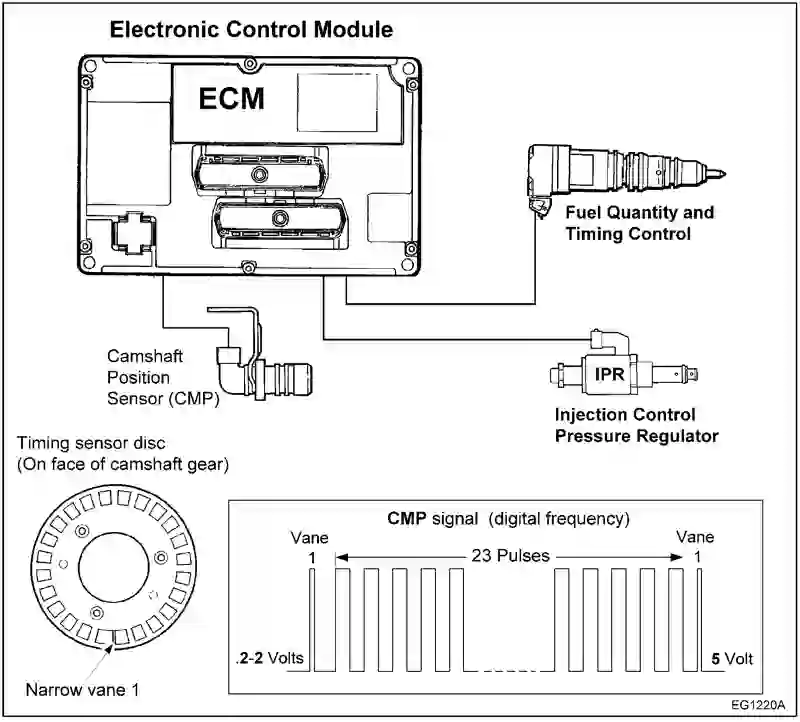 Electronic Control Module
ECM
Fuel Quantity and
Timing Control
Camshaft
Position
Sensor (CMP)
IPR
Injection Control
Pressure Regulator
Timing sensor disc
(On face of camshaft gear)
Narrow vane 1
CMP signal (digital frequency)
Vane
1
23 Pulses
Vane
1
.2-2 Volts
5 Volt
EG1220A